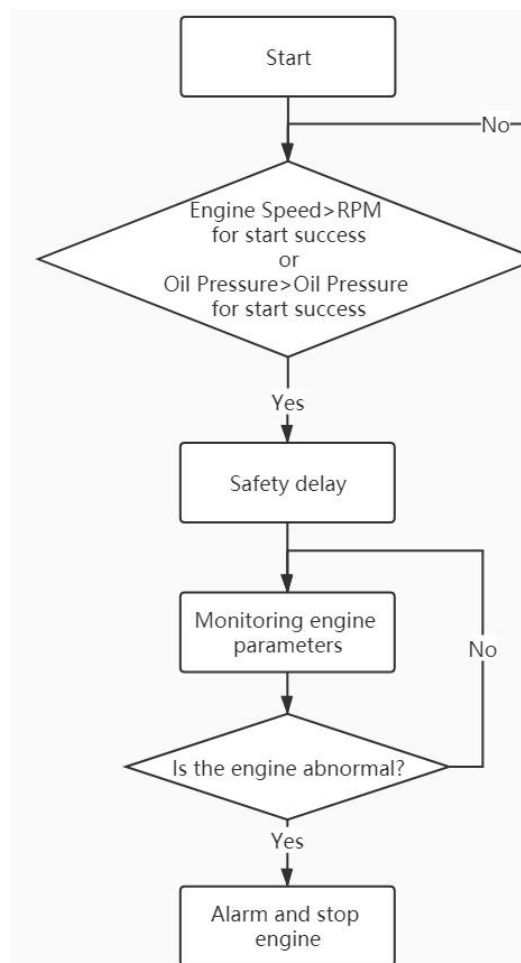 Start
No
Engine Speed>RPM
for start success
or
Oil Pressure>Oil Pressure
for start success
Yes
Safety delay
Monitoring engine
parameters
No
Is the engine abnormal?
Yes
Alarm and stop
engine